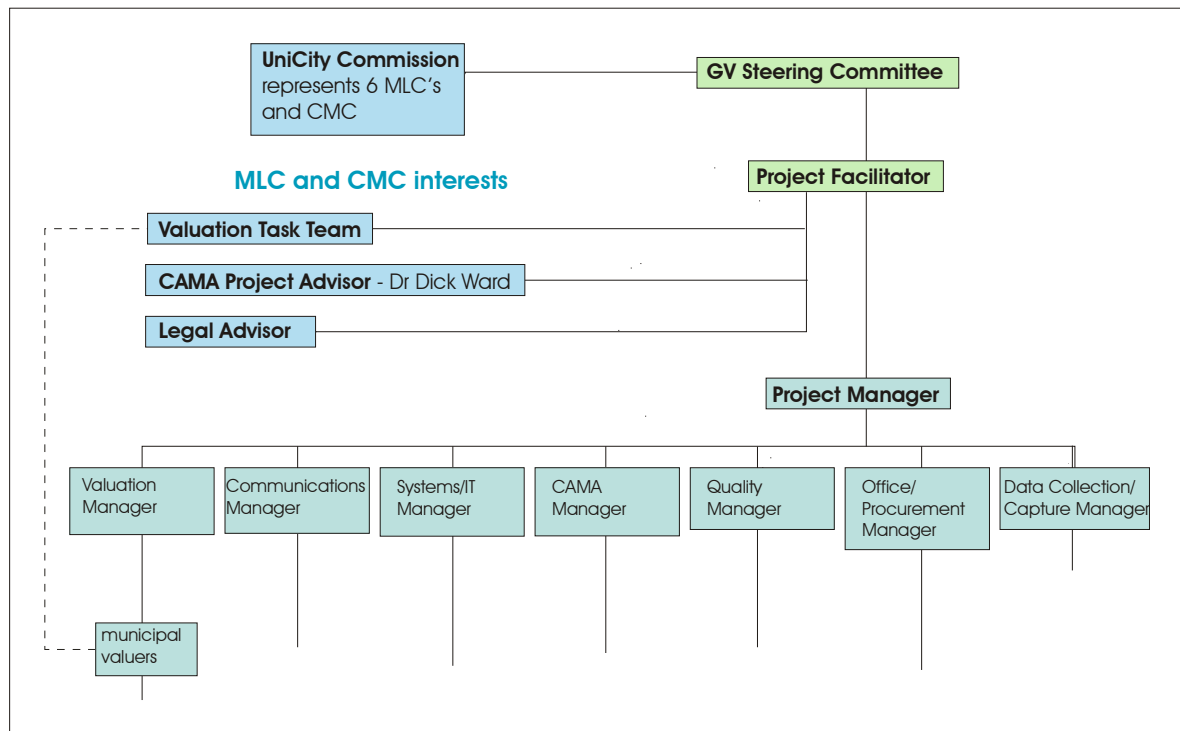 UniCity Commission
represents 6 MLC's
and CMC
GV Steering Committee
MLC and CMC interests
Project Facilitator
Valuation Task Team
CAMA Project Advisor - Dr Dick Ward
Legal Advisor
Project Manager
Valuation
Manager
Communications
Manager
Systems/IT
Manager
CAMA
Manager
Quality
Manager
Office/
Procurement
Manager
Data Collection/
Capture Manager
municipal
valuers